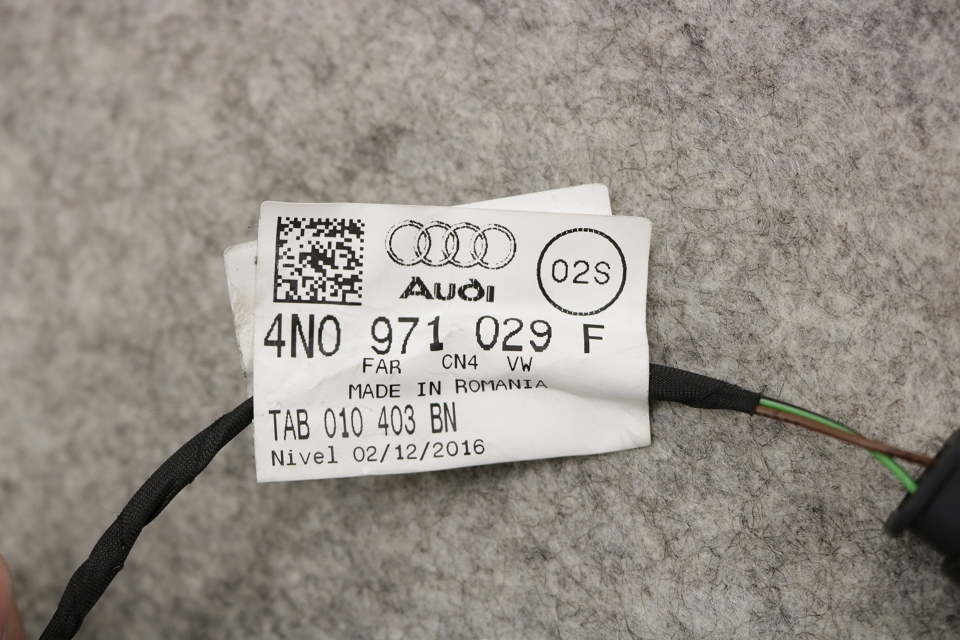 Audi
02S
4N0 971 029 F
FAR CN4 VW
MADE IN ROMANIA
TAB 010 403 BN
Nivel 02/12/2016